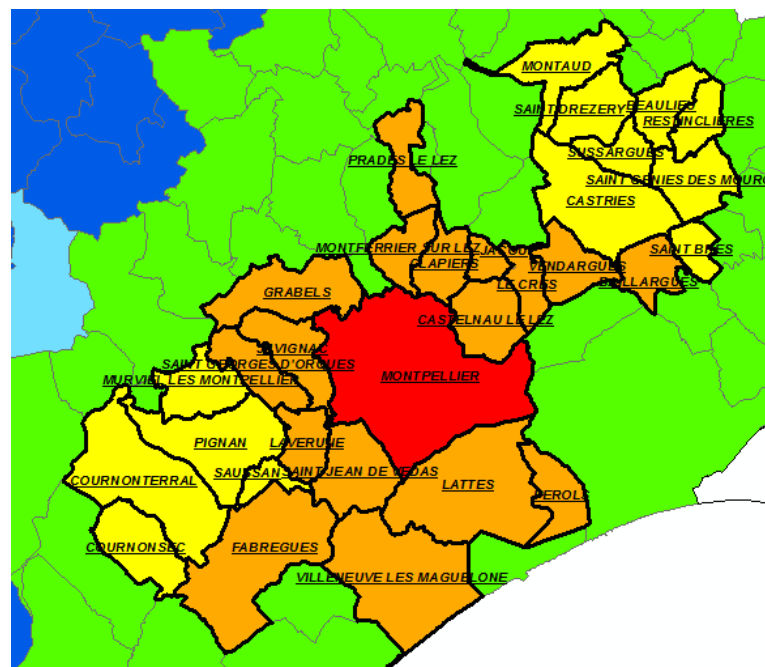 MONTAUD
SAINT DREZERY
BEAULIEU
RESTINCLIERES
SUSSARGUES
PRADES LE LEZ
SAINT GENIES DES MOURG
CASTRIES
MONTFERRIER SUR LEZ
JACOU
SAINT BRES
CLAPIERS
VENDARGUES
LE CRES
BAILLARGUES
GRABELS
CASTELNAU LE LEZ
JUVIGNAC
SAINT GEORGES D'ORQUES
MURVIEL LES MONTPELLIER
MONTPELLIER
PIGNAN
LAVERUNE
SAUSSAN
SAINT JEAN DE VEDAS
COURNONTERRAL
LATTES
PEROLS
COURNONSEC
FABREGUES
VILLENEUVE LES MAGUELONE